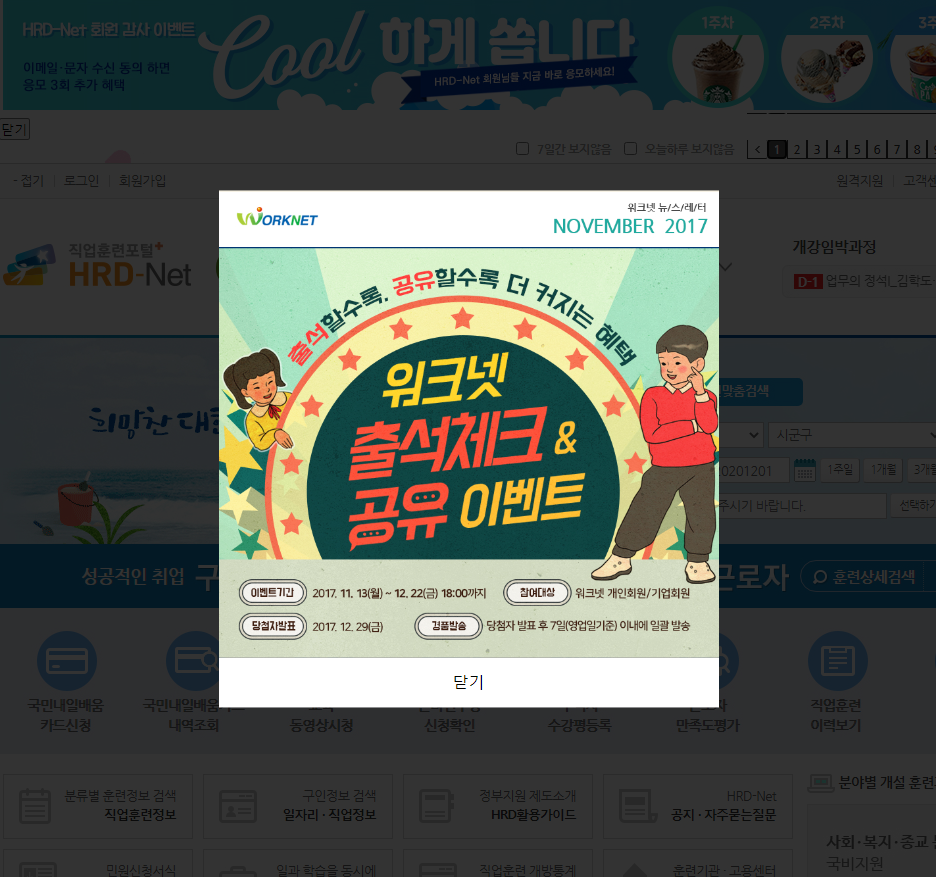 HRD-Net 회원 감사 이벤트
이메일·문자 수신 동의 하면
응모 3회 추가 혜택
Cool 하게 쏩니다
HRD-Net 회원님들 지금 바로 응모하세요!
1주차
2주차
닫기
7일간 보지않음 오늘하루 보지않음 < 1 2 3 4 5 6 7 8
접기 로그인 회원가입 원격지원
직업훈련포털+
HRD-Net
개강임박과정
D-1 업무의 정석I_김학도
WORKNET
워크넷 뉴/스/레/터
NOVEMBER 2017
출석할수록, 공유할수록 더 커지는 혜택
워크넷
출석체크 &
공유 이벤트
이벤트기간 2017. 11. 13(월) ~ 12. 22(금) 18:00까지 참여대상 워크넷 개인회원/기업회원
당첨자발표 2017. 12. 29(금) 경품발송 당첨자 발표 후 7일(영업일기준) 이내에 일괄 발송
닫기
희망찬
맞춤검색
시군구
0201201 1주일 1개월
주시기 바랍니다.
성공적인 취업
근로자
훈련상세검색
국민내일배움
카드신청
내역조회
동영상시청
신청확인
수강평등록
만족도평가
직업훈련
이력보기
분류별 훈련정보 검색
직업훈련정보
구인정보 검색
일자리·직업정보
정부지원 제도소개
HRD활용가이드
HRD-Net
공지·자주묻는질문
분야별 개설
사회·복지·종교
국비지원
민원신청서식
일과 학습을 동시에
직업훈련 개방통계
훈련기관·고용센터